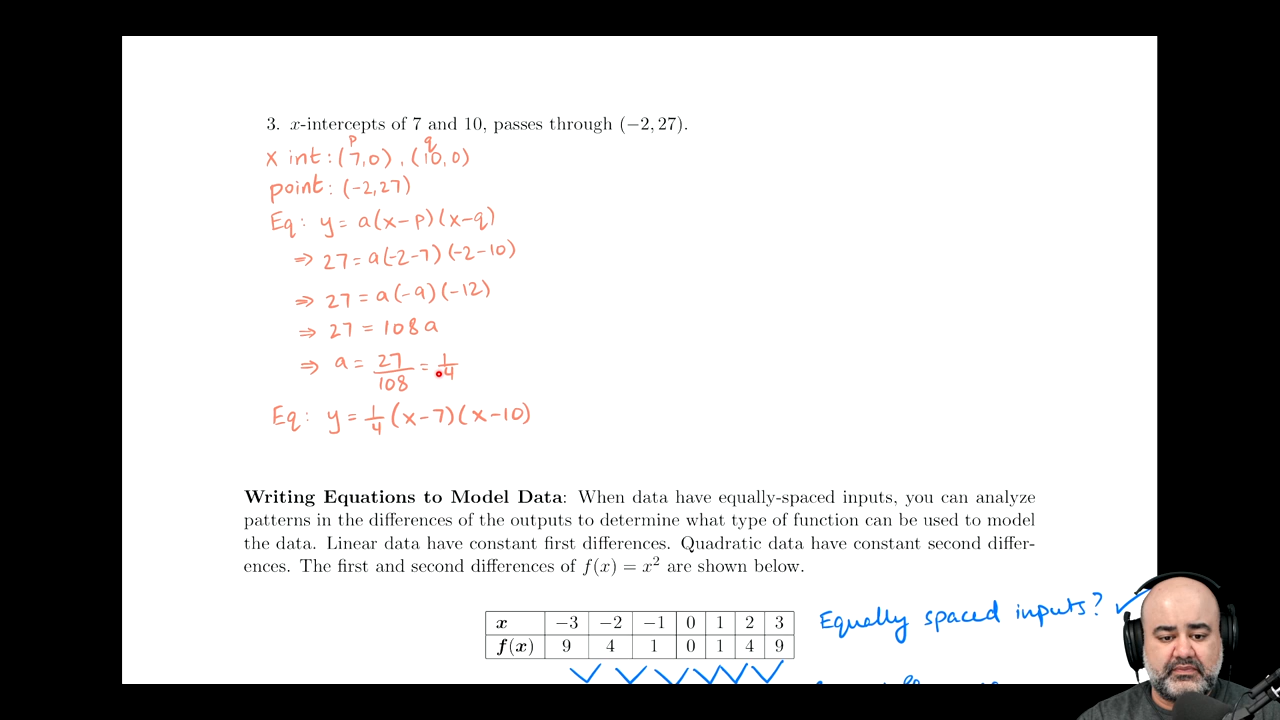 3. x-intercepts of 7 and 10, passes through (−2, 27).
p q
x int: (7,0), (10,0)
point: (-2,27)
Eq: y = a(x-p)(x-q)
⇒ 27 = a(-2-7)(-2-10)
⇒ 27 = a(-9)(-12)
⇒ 27 = 108a
⇒ a = 27/108 = 1/4
Eq: y = 1/4 (x-7)(x-10)
Writing Equations to Model Data: When data have equally-spaced inputs, you can analyze
patterns in the differences of the outputs to determine what type of function can be used to model
the data. Linear data have constant first differences. Quadratic data have constant second differ-
ences. The first and second differences of f(x) = x² are shown below.
x −3 −2 −1 0 1 2 3
f(x) 9 4 1 0 1 4 9
Equally spaced inputs? ✓